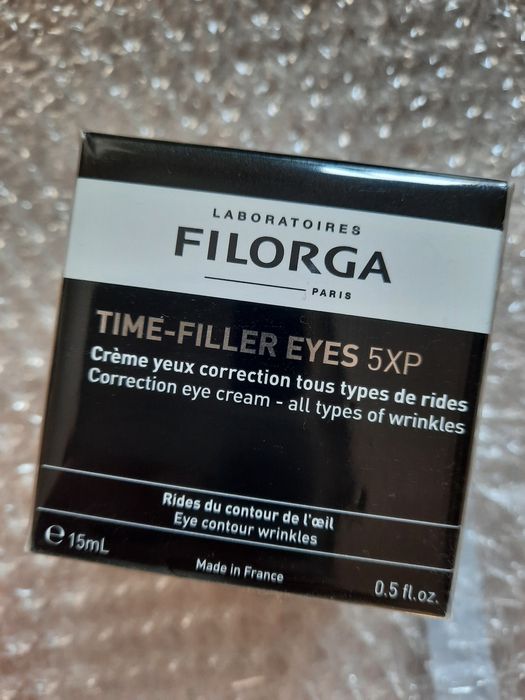 LABORATOIRES
FILORGA
PARIS
TIME-FILLER EYES 5XP
Crème yeux correction tous types de rides
Correction eye cream - all types of wrinkles
Rides du contour de l'œil
Eye contour wrinkles
e 15mL
Made in France
0.5 fl.oz.